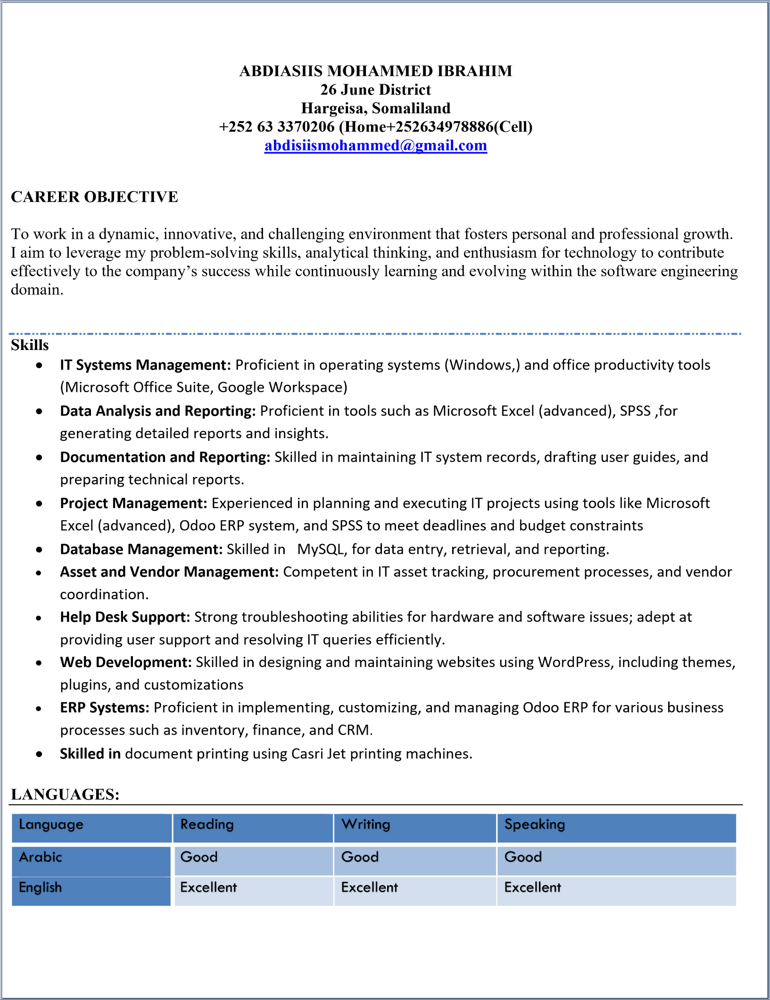 ABDIASIIS MOHAMMED IBRAHIM
26 June District
Hargeisa, Somaliland
+252 63 3370206 (Home+252634978886(Cell)
abdisiismohammed@gmail.com
CAREER OBJECTIVE
To work in a dynamic, innovative, and challenging environment that fosters personal and professional growth.
I aim to leverage my problem-solving skills, analytical thinking, and enthusiasm for technology to contribute
effectively to the company’s success while continuously learning and evolving within the software engineering
domain.
Skills
• IT Systems Management: Proficient in operating systems (Windows,) and office productivity tools
(Microsoft Office Suite, Google Workspace)
• Data Analysis and Reporting: Proficient in tools such as Microsoft Excel (advanced), SPSS ,for
generating detailed reports and insights.
• Documentation and Reporting: Skilled in maintaining IT system records, drafting user guides, and
preparing technical reports.
• Project Management: Experienced in planning and executing IT projects using tools like Microsoft
Excel (advanced), Odoo ERP system, and SPSS to meet deadlines and budget constraints
• Database Management: Skilled in   MySQL, for data entry, retrieval, and reporting.
• Asset and Vendor Management: Competent in IT asset tracking, procurement processes, and vendor
coordination.
• Help Desk Support: Strong troubleshooting abilities for hardware and software issues; adept at
providing user support and resolving IT queries efficiently.
• Web Development: Skilled in designing and maintaining websites using WordPress, including themes,
plugins, and customizations
• ERP Systems: Proficient in implementing, customizing, and managing Odoo ERP for various business
processes such as inventory, finance, and CRM.
• Skilled in document printing using Casri Jet printing machines.
LANGUAGES:
Language Reading Writing Speaking
Arabic Good Good Good
English Excellent Excellent Excellent